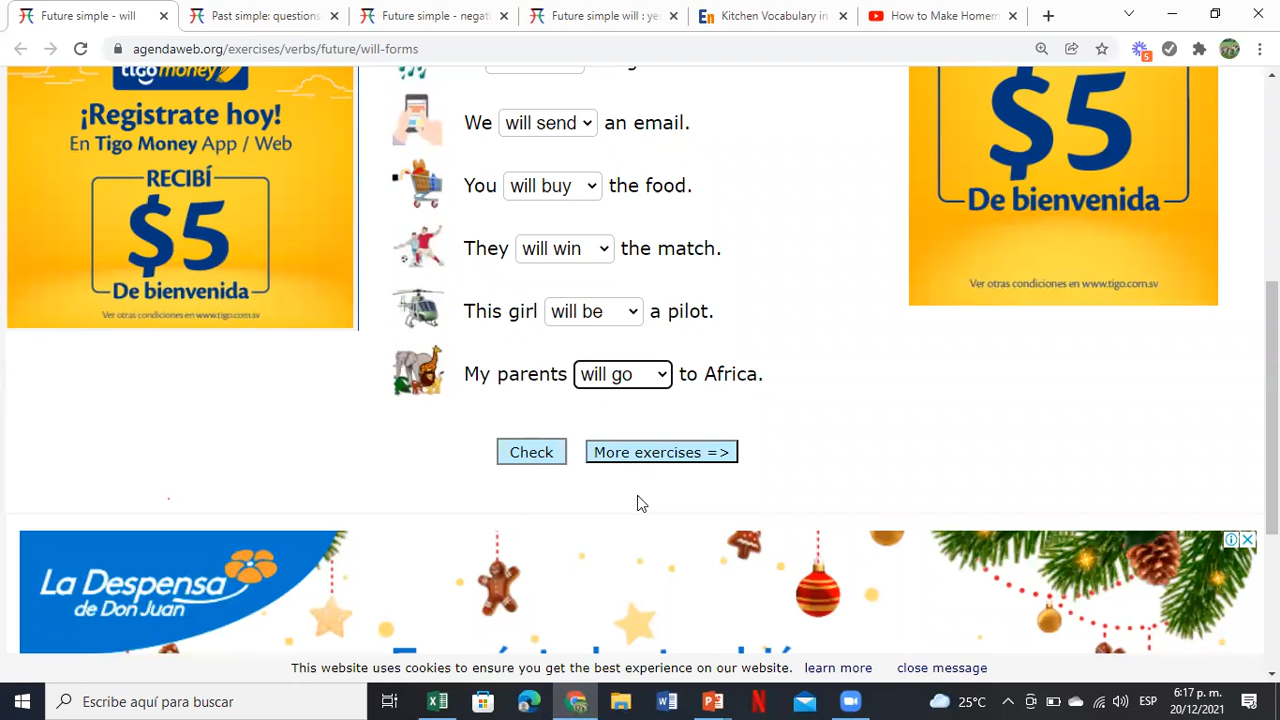 Future simple - will
Past simple: questions
Future simple - negati
Future simple will : ye
Kitchen Vocabulary in
How to Make Homem
agendaweb.org/exercises/verbs/future/will-forms
5
tigo money
¡Registrate hoy!
En Tigo Money App / Web
RECIBÍ
$5
De bienvenida
Ver otras condiciones en www.tigo.com.sv
We will send an email.
You will buy the food.
They will win the match.
This girl will be a pilot.
My parents will go to Africa.
Check
More exercises =>
$5
De bienvenida
Ver otras condiciones en www.tigo.com.sv
La Despensa
de Don Juan
This website uses cookies to ensure you get the best experience on our website.
learn more
close message
Escribe aquí para buscar
25°C
ESP
6:17 p. m.
20/12/2021